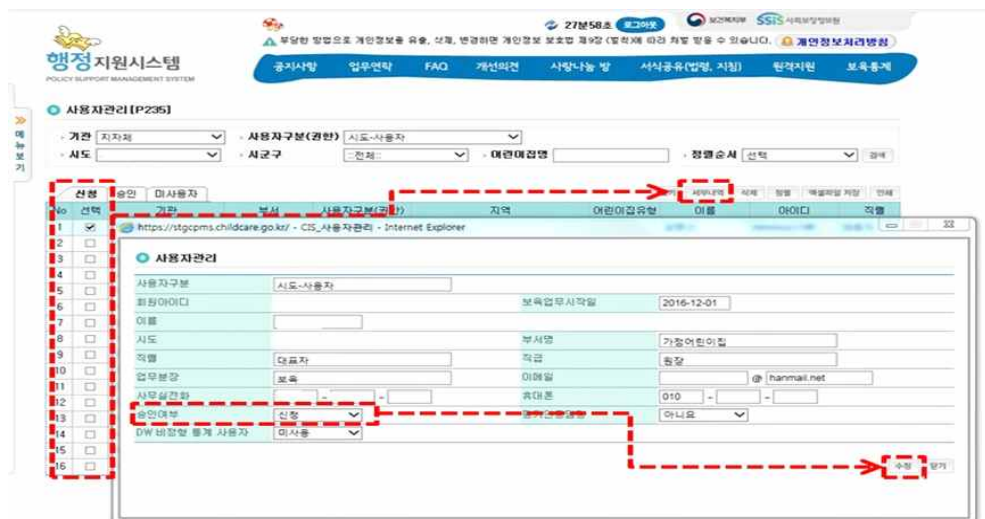 27분58초 로그아웃 보건복지부 SSiS 사회보장정보원
부당한 방법으로 개인정보를 유출, 삭제, 변경하면 개인정보 보호법 제9장 (벌칙)에 따라 처벌 받을 수 있습니다. 개인정보처리방침
행정지원시스템
POLICY SUPPORT MANAGEMENT SYSTEM
공지사항 업무연락 FAQ 개선의견 사랑나눔 방 서식공유(법령, 지침) 원격지원 보육통계
메뉴보기
사용자관리[P235]
기관 지자체 사용자구분(권한) 시도-사용자
시도 시군구 ::전체:: 어린이집명 정렬순서 선택 검색
신청 승인 미사용자 세부내역 삭제 정렬 엑셀파일 저장 인쇄
No 선택 기관 부서 사용자구분(권한) 지역 어린이집유형 이름 아이디 직렬
1
https://stgcpms.childcare.go.kr/ - CIS_사용자관리 - Internet Explorer
2
3
사용자관리
4
사용자구분 시도-사용자
5
회원아이디 보육업무시작일 2016-12-01
6
7
이름
8
시도 부서명 가정어린이집
9
직렬 대표자 직급 원장
10
업무분장 보육 이메일 @ hanmail.net
11
사무실전화 - - 휴대폰 010 - -
12
13
승인여부 신청 아니요
14
DW 비정형 통계 사용자 미사용
15
16
수정 닫기